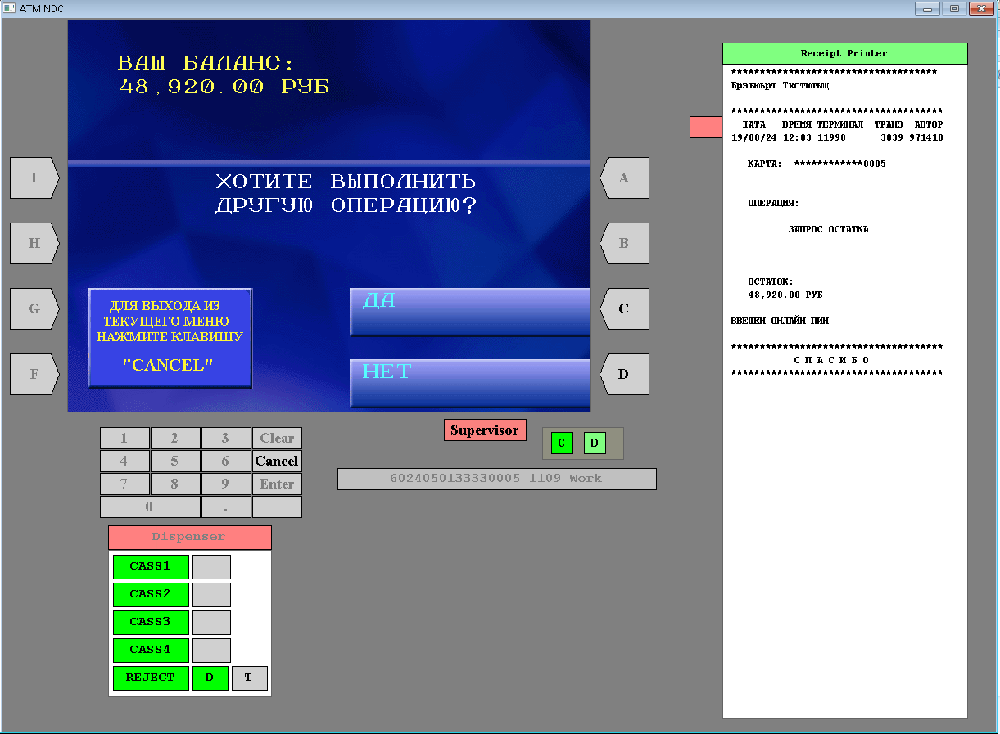 ATM NDC
ВАШ БАЛАНС:
48,920.00 РУБ
ХОТИТЕ ВЫПОЛНИТЬ
ДРУГУЮ ОПЕРАЦИЮ?
ДЛЯ ВЫХОДА ИЗ
ТЕКУЩЕГО МЕНЮ
НАЖМИТЕ КЛАВИШУ
"CANCEL"
ДА
НЕТ
I
H
G
F
A
B
C
D
1 2 3 Clear
4 5 6 Cancel
7 8 9 Enter
0 .
Supervisor
C D
6024050133330005 1109 Work
Dispenser
CASS1
CASS2
CASS3
CASS4
REJECT D T
Receipt Printer
************************************
Брэъюьрт Тхстютыщ
*************************************
ДАТА ВРЕМЯ ТЕРМИНАЛ ТРАНЗ АВТОР
19/08/24 12:03 11998 3039 971418
КАРТА: ************0005
ОПЕРАЦИЯ:
ЗАПРОС ОСТАТКА
ОСТАТОК:
48,920.00 РУБ
ВВЕДЕН ОНЛАЙН ПИН
*************************************
С П А С И Б О
*************************************